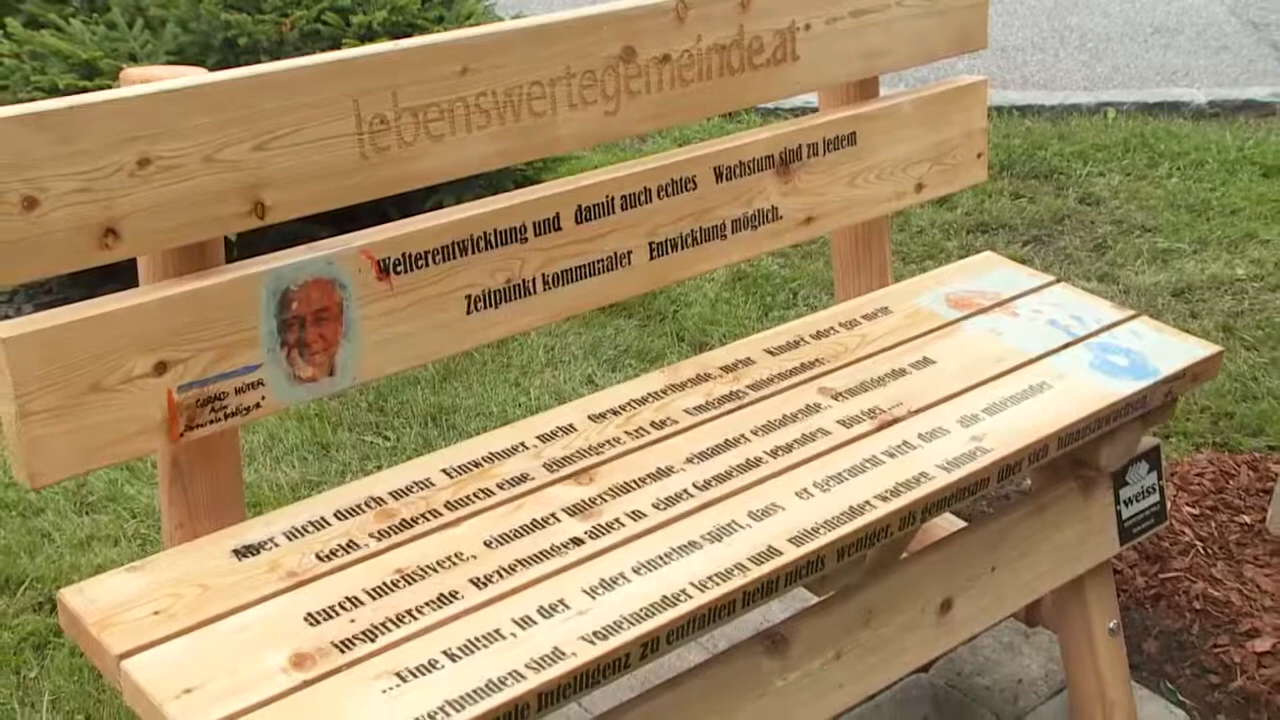 lebenswertegemeinde.at
Weiterentwicklung und damit auch echtes Wachstum sind zu jedem
Zeitpunkt kommunaler Entwicklung möglich.
GERALD HÜTER
Aber nicht durch mehr Einwohner mehr Gewerbetreibende, mehr Kinder oder gar mehr
Geld, sondern durch eine günstigere Art des Umgangs miteinander:
durch intensivere, einander unterstützende, einander einladende, ermutigende und
inspirierende Beziehungen aller in einer Gemeinde lebenden Bürger....
...Eine Kultur, in der jeder einzelne spürt, dass er gebraucht wird, dass alle miteinander
verbunden sind, voneinander lernen und miteinander wachsen können.
Intelligenz zu entfalten heißt nichts weniger, als gemeinsam über sich hinauszuwachsen.
weiss